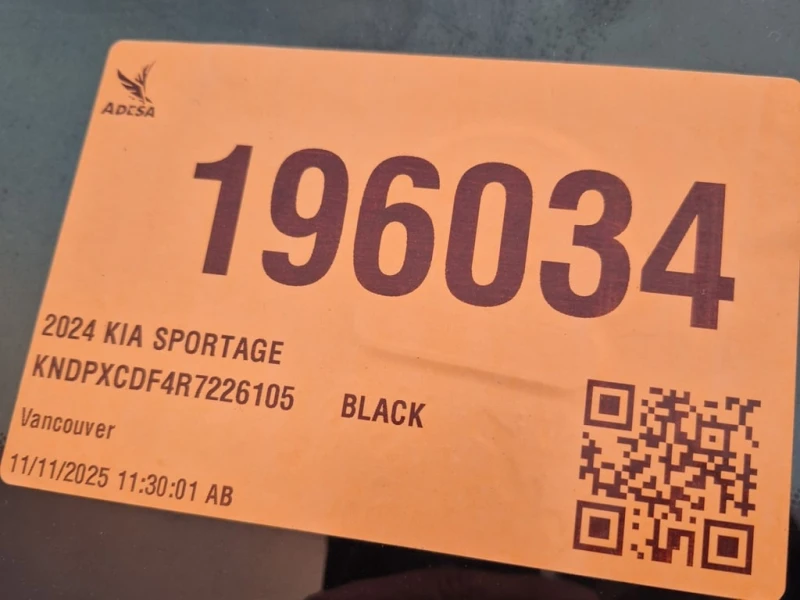 ADESA
196034
2024 KIA SPORTAGE
KNDPXCDF4R7226105 BLACK
Vancouver
11/11/2025 11:30:01 AB